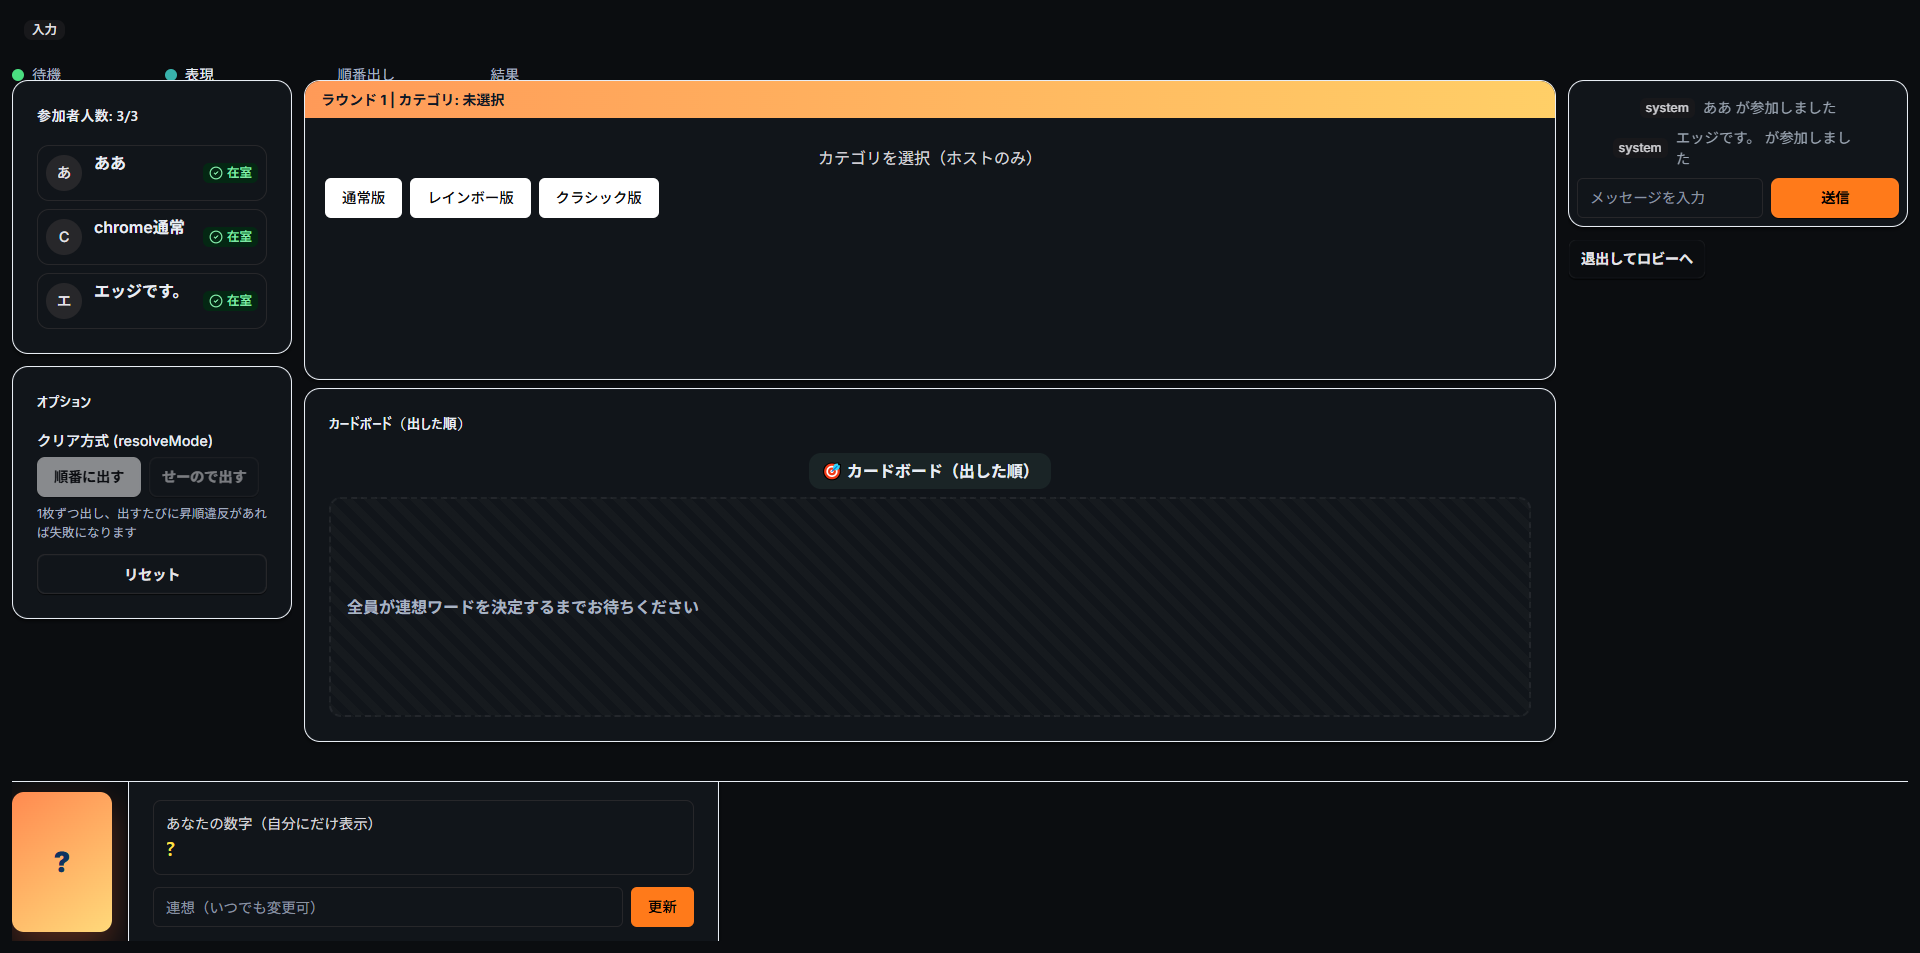 入力
待機
表現
順番出し
結果
参加者人数: 3/3
あ
ああ
在室
C
chrome通常
在室
エ
エッジです。
在室
オプション
クリア方式 (resolveMode)
順番に出す
せーので出す
1枚ずつ出し、出すたびに昇順違反があれ
ば失敗になります
リセット
ラウンド 1 | カテゴリ: 未選択
カテゴリを選択（ホストのみ）
通常版
レインボー版
クラシック版
カードボード（出した順）
🎯 カードボード（出した順）
全員が連想ワードを決定するまでお待ちください
system ああ が参加しました
system エッジです。 が参加しまし
た
メッセージを入力
送信
退出してロビーへ
?
あなたの数字（自分にだけ表示）
?
連想（いつでも変更可）
更新